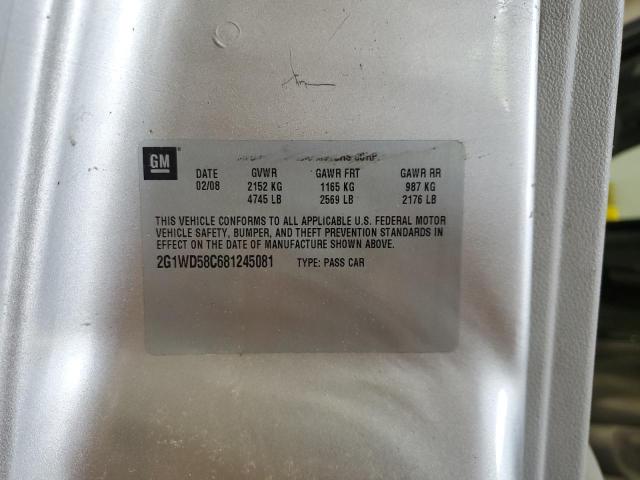 GM
MOTORS CORP.
DATE GVWR GAWR FRT GAWR RR
02/08 2152 KG 1165 KG 987 KG
4745 LB 2569 LB 2176 LB
THIS VEHICLE CONFORMS TO ALL APPLICABLE U.S. FEDERAL MOTOR
VEHICLE SAFETY, BUMPER, AND THEFT PREVENTION STANDARDS IN
EFFECT ON THE DATE OF MANUFACTURE SHOWN ABOVE.
2G1WD58C681245081 TYPE: PASS CAR